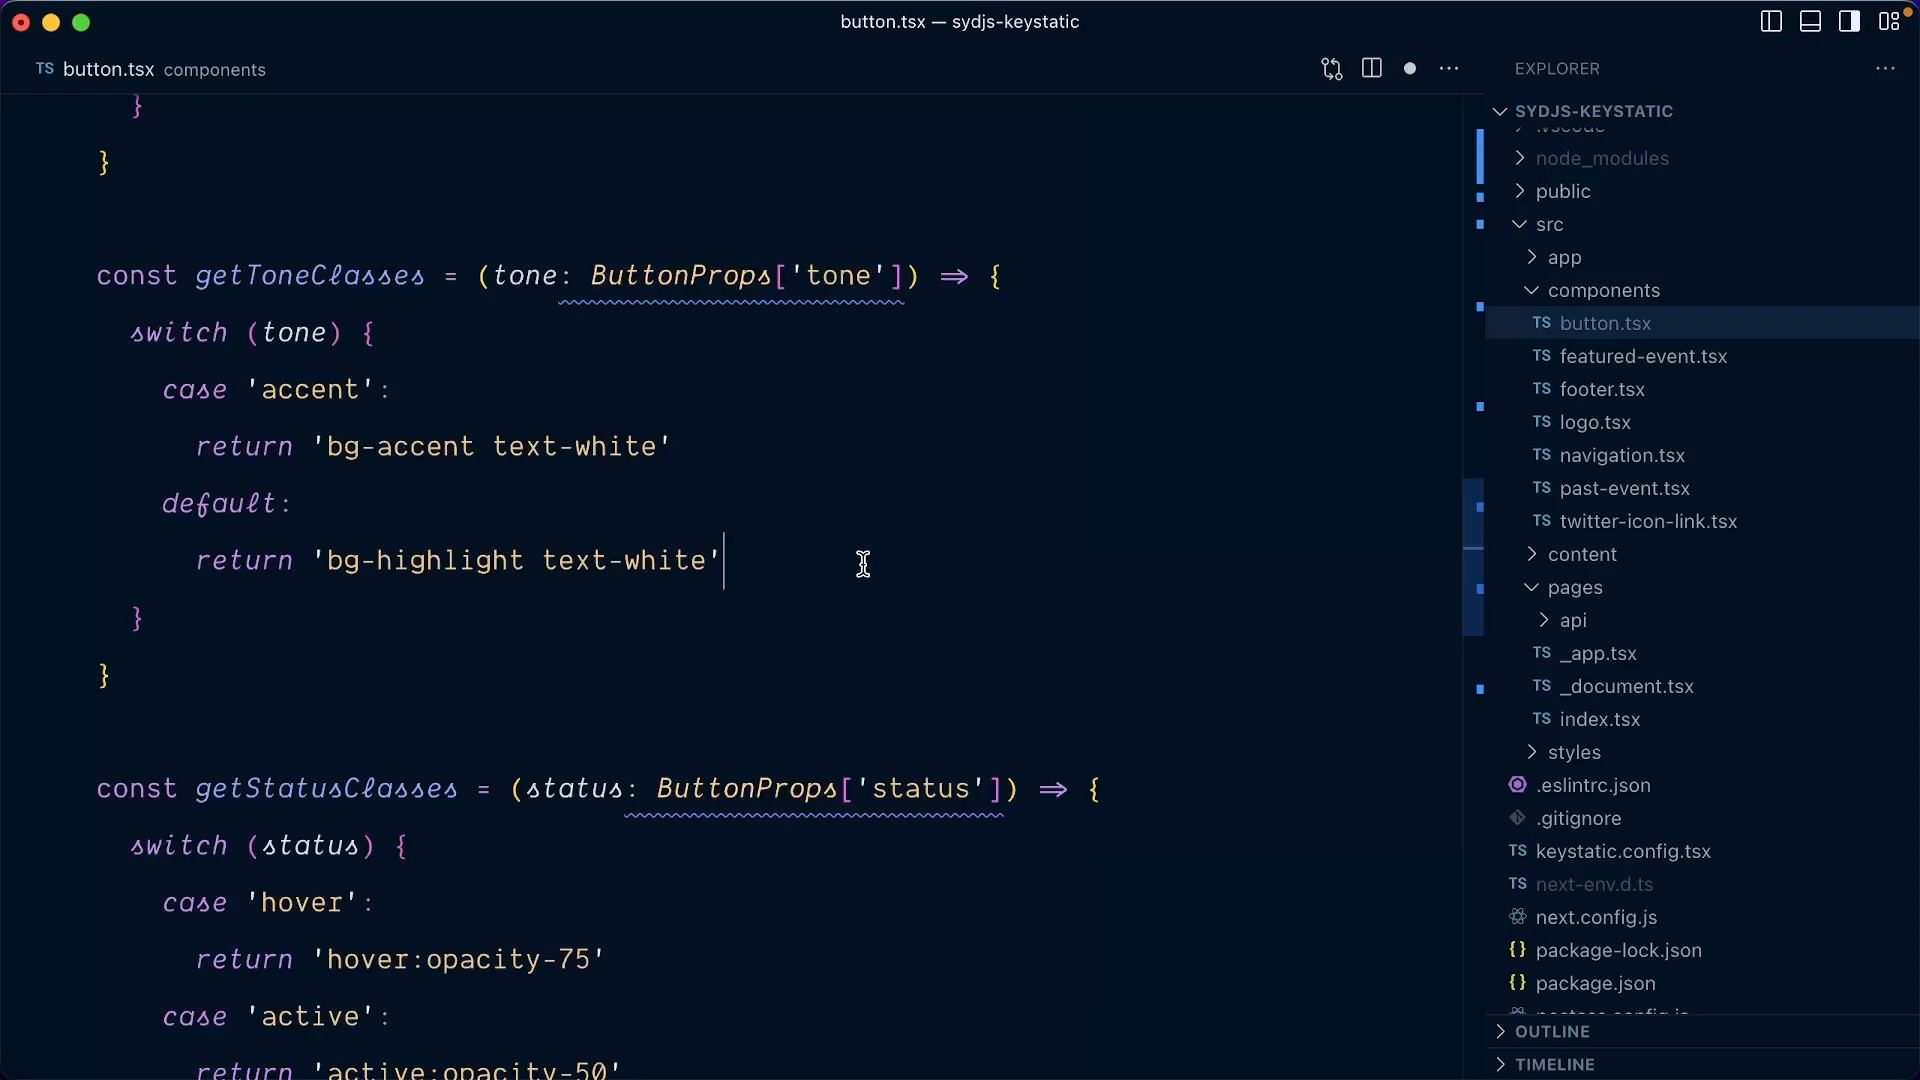 button.tsx — sydjs-keystatic
TS button.tsx components
}
}
const getToneClasses = (tone: ButtonProps['tone']) => {
switch (tone) {
case 'accent':
return 'bg-accent text-white'
default:
return 'bg-highlight text-white'
}
}
const getStatusClasses = (status: ButtonProps['status']) => {
switch (status) {
case 'hover':
return 'hover:opacity-75'
case 'active':
return 'active:opacity-50'
EXPLORER
SYDJS-KEYSTATIC
.vscode
node_modules
public
src
app
components
TS button.tsx
TS featured-event.tsx
TS footer.tsx
TS logo.tsx
TS navigation.tsx
TS past-event.tsx
TS twitter-icon-link.tsx
content
pages
api
TS _app.tsx
TS _document.tsx
TS index.tsx
styles
.eslintrc.json
.gitignore
TS keystatic.config.tsx
TS next-env.d.ts
next.config.js
{} package-lock.json
{} package.json
postcss.config.js
OUTLINE
TIMELINE